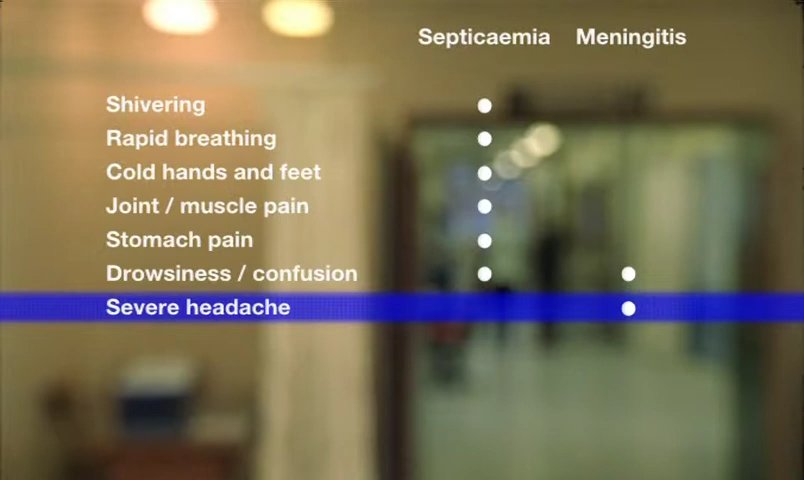 Septicaemia Meningitis
Shivering
Rapid breathing
Cold hands and feet
Joint / muscle pain
Stomach pain
Drowsiness / confusion
Severe headache